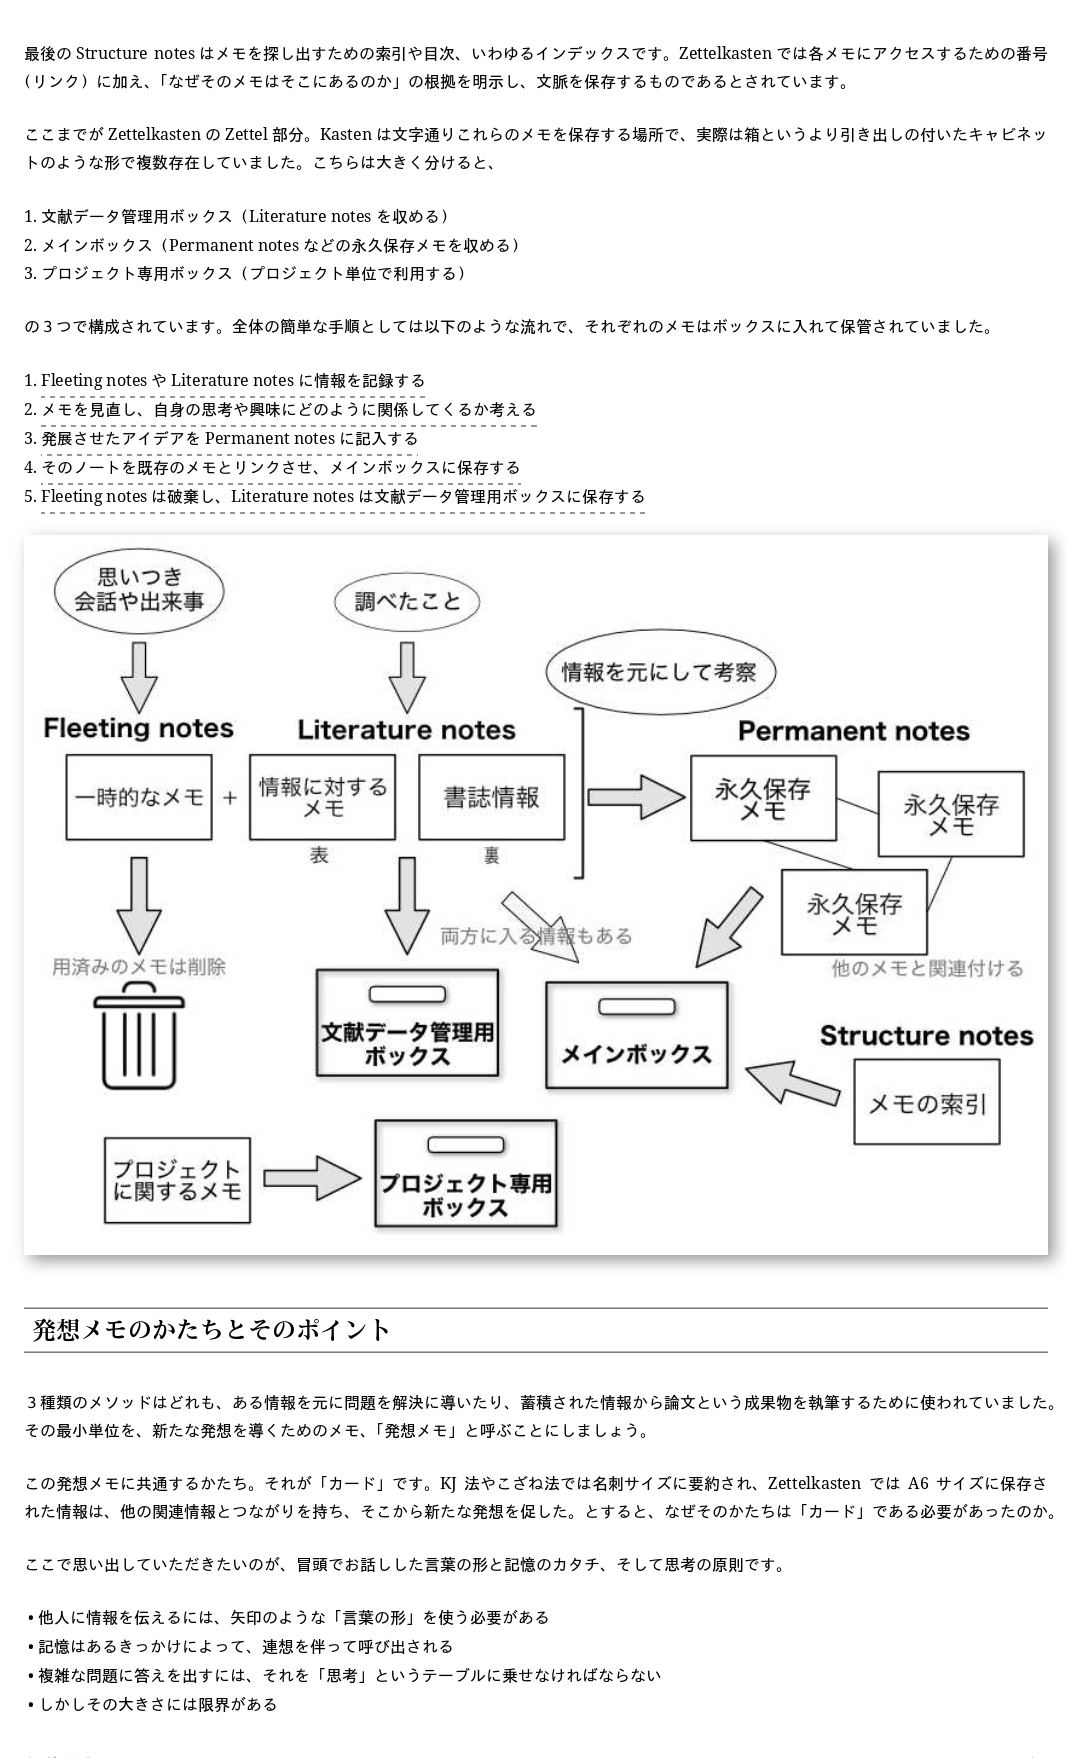 最後の Structure notes はメモを探し出すための索引や目次、いわゆるインデックスです。Zettelkasten では各メモにアクセスするための番号
（リンク）に加え、「なぜそのメモはそこにあるのか」の根拠を明示し、文脈を保存するものであるとされています。
ここまでが Zettelkasten の Zettel 部分。Kasten は文字通りこれらのメモを保存する場所で、実際は箱というより引き出しの付いたキャビネッ
トのような形で複数存在していました。こちらは大きく分けると、
1. 文献データ管理用ボックス（Literature notes を収める）
2. メインボックス（Permanent notes などの永久保存メモを収める）
3. プロジェクト専用ボックス（プロジェクト単位で利用する）
の３つで構成されています。全体の簡単な手順としては以下のような流れで、それぞれのメモはボックスに入れて保管されていました。
1. Fleeting notes や Literature notes に情報を記録する
2. メモを見直し、自身の思考や興味にどのように関係してくるか考える
3. 発展させたアイデアを Permanent notes に記入する
4. そのノートを既存のメモとリンクさせ、メインボックスに保存する
5. Fleeting notes は破棄し、Literature notes は文献データ管理用ボックスに保存する
思いつき
会話や出来事
調べたこと
情報を元にして考察
Fleeting notes
Literature notes
Permanent notes
一時的なメモ
+
情報に対する
メモ
書誌情報
永久保存
メモ
永久保存
メモ
表
裏
永久保存
メモ
両方に入る情報もある
用済みのメモは削除
他のメモと関連付ける
文献データ管理用
ボックス
メインボックス
Structure notes
メモの索引
プロジェクト
に関するメモ
プロジェクト専用
ボックス
発想メモのかたちとそのポイント
３種類のメソッドはどれも、ある情報を元に問題を解決に導いたり、蓄積された情報から論文という成果物を執筆するために使われていました。
その最小単位を、新たな発想を導くためのメモ、「発想メモ」と呼ぶことにしましょう。
この発想メモに共通するかたち。それが「カード」です。KJ 法やこざね法では名刺サイズに要約され、Zettelkasten では A6 サイズに保存さ
れた情報は、他の関連情報とつながりを持ち、そこから新たな発想を促した。とすると、なぜそのかたちは「カード」である必要があったのか。
ここで思い出していただきたいのが、冒頭でお話しした言葉の形と記憶のカタチ、そして思考の原則です。
• 他人に情報を伝えるには、矢印のような「言葉の形」を使う必要がある
• 記憶はあるきっかけによって、連想を伴って呼び出される
• 複雑な問題に答えを出すには、それを「思考」というテーブルに乗せなければならない
• しかしその大きさには限界がある